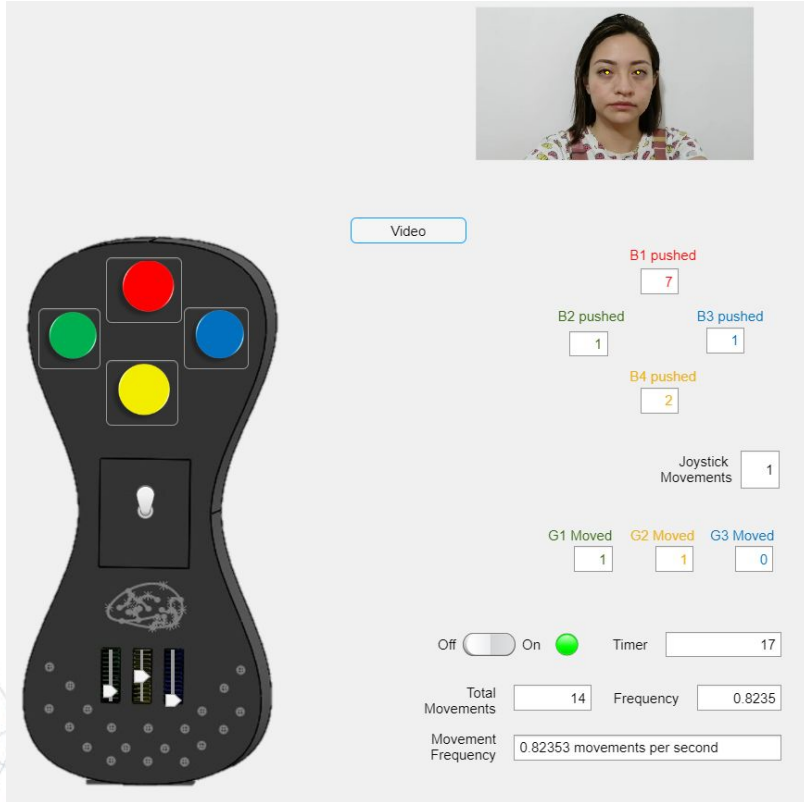 Video
B1 pushed
7
B2 pushed
B3 pushed
1
1
B4 pushed
2
Joystick
Movements
1
G1 Moved
G2 Moved
G3 Moved
1
1
0
Off
On
Timer
17
Total
Movements
14
Frequency
0.8235
Movement
Frequency
0.82353 movements per second